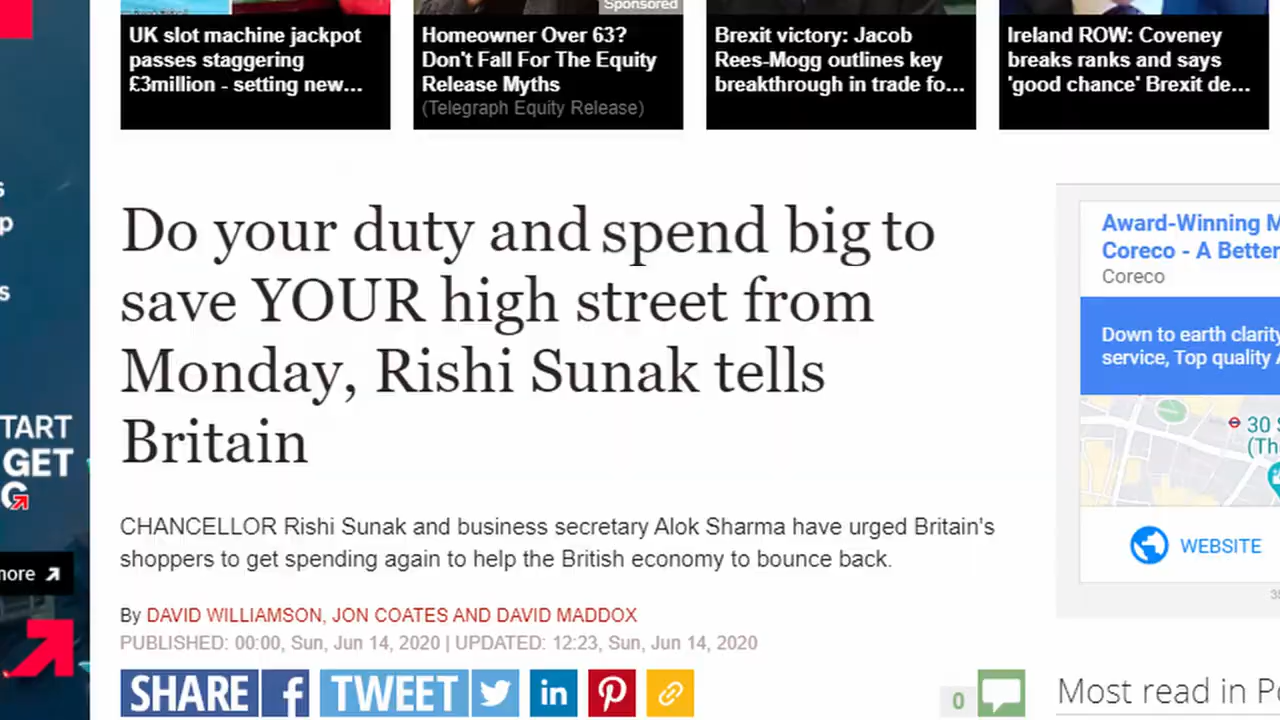 Sponsored
UK slot machine jackpot
passes staggering
£3million - setting new...
Homeowner Over 63?
Don't Fall For The Equity
Release Myths
(Telegraph Equity Release)
Brexit victory: Jacob
Rees-Mogg outlines key
breakthrough in trade fo...
Ireland ROW: Coveney
breaks ranks and says
'good chance' Brexit de...
Do your duty and spend big to
save YOUR high street from
Monday, Rishi Sunak tells
Britain
CHANCELLOR Rishi Sunak and business secretary Alok Sharma have urged Britain's
shoppers to get spending again to help the British economy to bounce back.
By DAVID WILLIAMSON, JON COATES AND DAVID MADDOX
PUBLISHED: 00:00, Sun, Jun 14, 2020 | UPDATED: 12:23, Sun, Jun 14, 2020
SHARE f TWEET in
0
TART
GET
G
more
Award-Winning M
Coreco - A Better
Coreco
Down to earth clarity
service, Top quality A
30 S
(Th
WEBSITE
Most read in Po